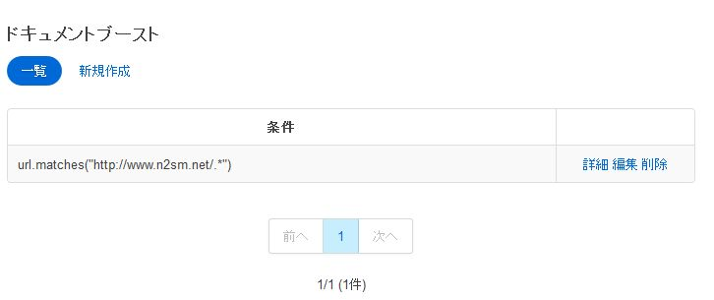 ドキュメントブースト
一覧 新規作成
条件
url.matches("http://www.n2sm.net/.*") 詳細 編集 削除
前へ 1 次へ
1/1 (1件)